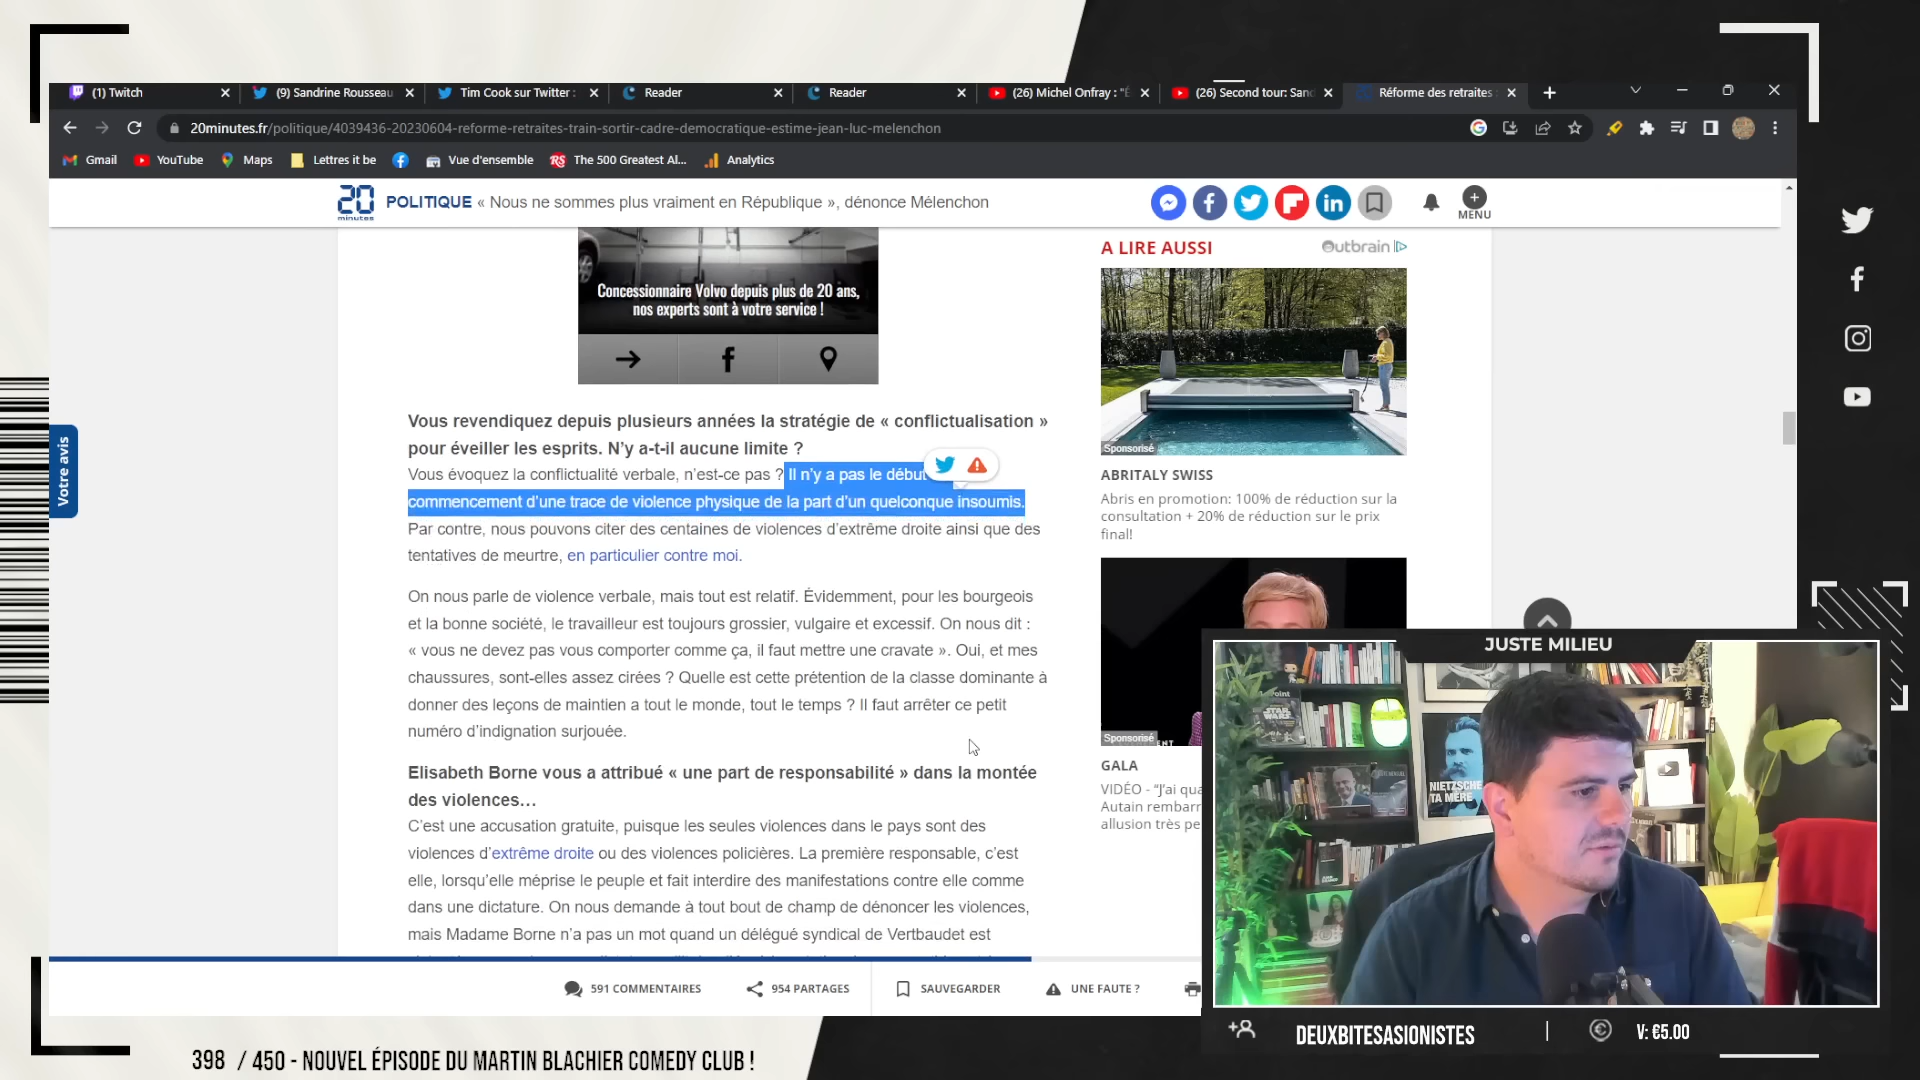 (1) Twitch
(9) Sandrine Rousseau
Tim Cook sur Twitter :
Reader
Reader
(26) Michel Onfray : "É
(26) Second tour: Sand
Réforme des retraites :
20minutes.fr/politique/4039436-20230604-reforme-retraites-train-sortir-cadre-democratique-estime-jean-luc-melenchon
Gmail
YouTube
Maps
Lettres it be
Vue d'ensemble
RS
The 500 Greatest Al...
Analytics
20 minutes
POLITIQUE « Nous ne sommes plus vraiment en République », dénonce Mélenchon
MENU
Votre avis
Concessionnaire Volvo depuis plus de 20 ans,
nos experts sont à votre service !
Vous revendiquez depuis plusieurs années la stratégie de « conflictualisation »
pour éveiller les esprits. N'y a-t-il aucune limite ?
Vous évoquez la conflictualité verbale, n'est-ce pas ? Il n'y a pas le début
commencement d'une trace de violence physique de la part d'un quelconque insoumis.
Par contre, nous pouvons citer des centaines de violences d'extrême droite ainsi que des
tentatives de meurtre, en particulier contre moi.
On nous parle de violence verbale, mais tout est relatif. Évidemment, pour les bourgeois
et la bonne société, le travailleur est toujours grossier, vulgaire et excessif. On nous dit :
« vous ne devez pas vous comporter comme ça, il faut mettre une cravate ». Oui, et mes
chaussures, sont-elles assez cirées ? Quelle est cette prétention de la classe dominante à
donner des leçons de maintien a tout le monde, tout le temps ? Il faut arrêter ce petit
numéro d'indignation surjouée.
Elisabeth Borne vous a attribué « une part de responsabilité » dans la montée
des violences…
C'est une accusation gratuite, puisque les seules violences dans le pays sont des
violences d'extrême droite ou des violences policières. La première responsable, c'est
elle, lorsqu'elle méprise le peuple et fait interdire des manifestations contre elle comme
dans une dictature. On nous demande à tout bout de champ de dénoncer les violences,
mais Madame Borne n'a pas un mot quand un délégué syndical de Vertbaudet est
591 COMMENTAIRES
954 PARTAGES
SAUVEGARDER
UNE FAUTE ?
A LIRE AUSSI
Outbrain
Sponsorisé
ABRITALY SWISS
Abris en promotion: 100% de réduction sur la
consultation + 20% de réduction sur le prix
final!
Sponsorisé
GALA
VIDÉO - "J'ai qua
Autain rembarr
allusion très pe
JUSTE MILIEU
Point
STAR WARS
NIETZSCHE
TA MÈRE
DEUXBITESASIONISTES
V: €5.00
398 / 450 - NOUVEL ÉPISODE DU MARTIN BLACHIER COMEDY CLUB !